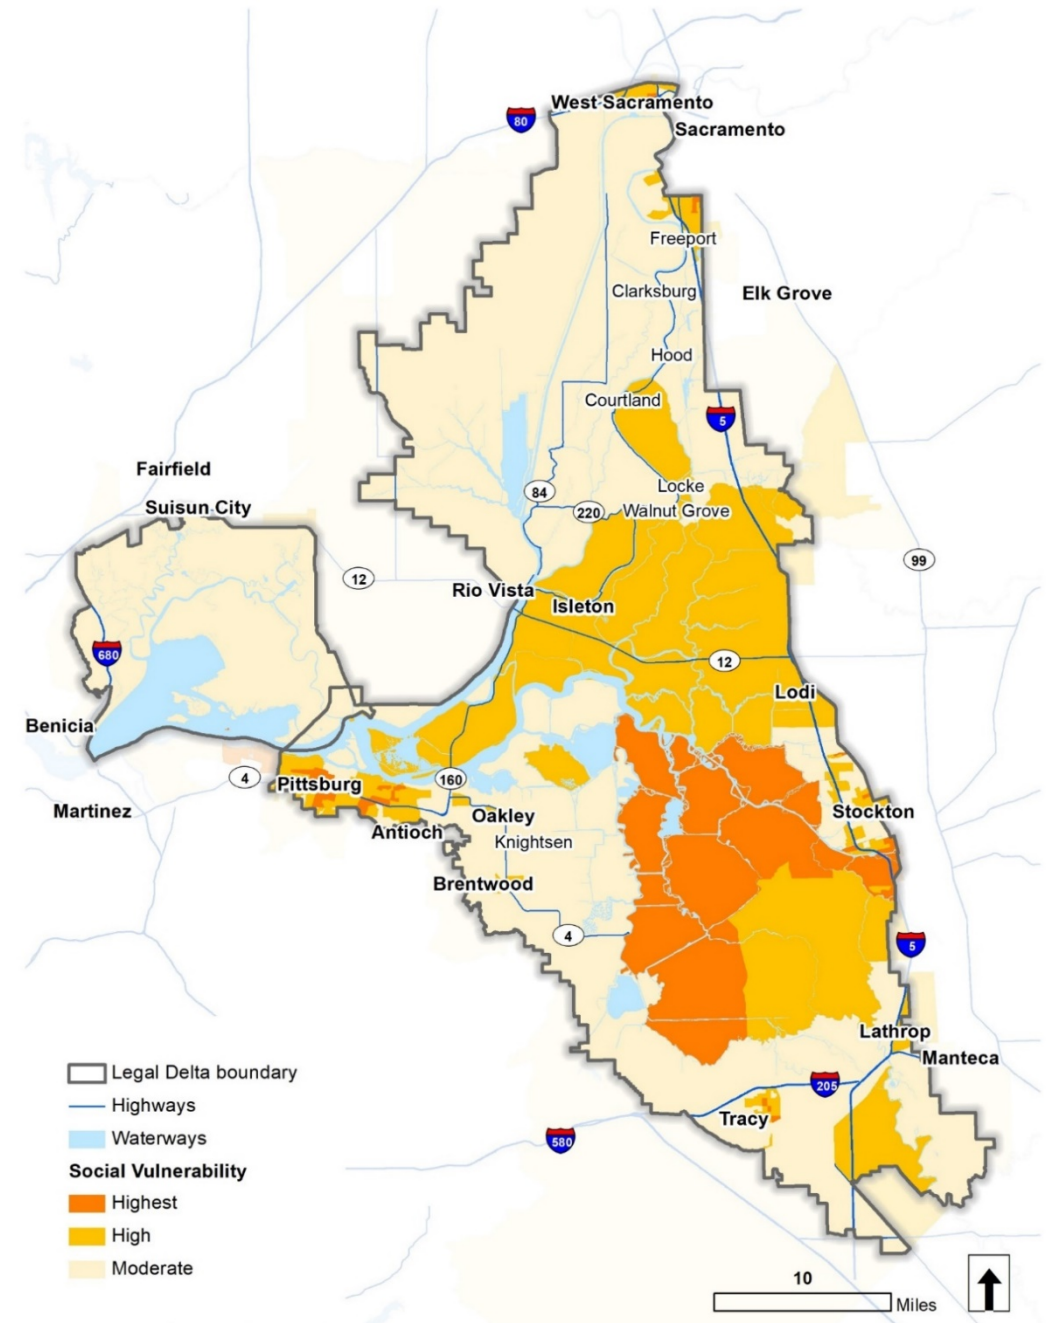 West Sacramento
80
Sacramento
Freeport
Clarksburg
Elk Grove
Hood
Courtland
5
Fairfield
Suisun City
Locke
84
220
Walnut Grove
99
12
Rio Vista
Isleton
680
12
Lodi
Benicia
4
Pittsburg
160
Martinez
Oakley
Stockton
Antioch
Knightsen
Brentwood
4
5
Lathrop
Manteca
205
Tracy
580
Legal Delta boundary
Highways
Waterways
Social Vulnerability
Highest
High
Moderate
10
Miles